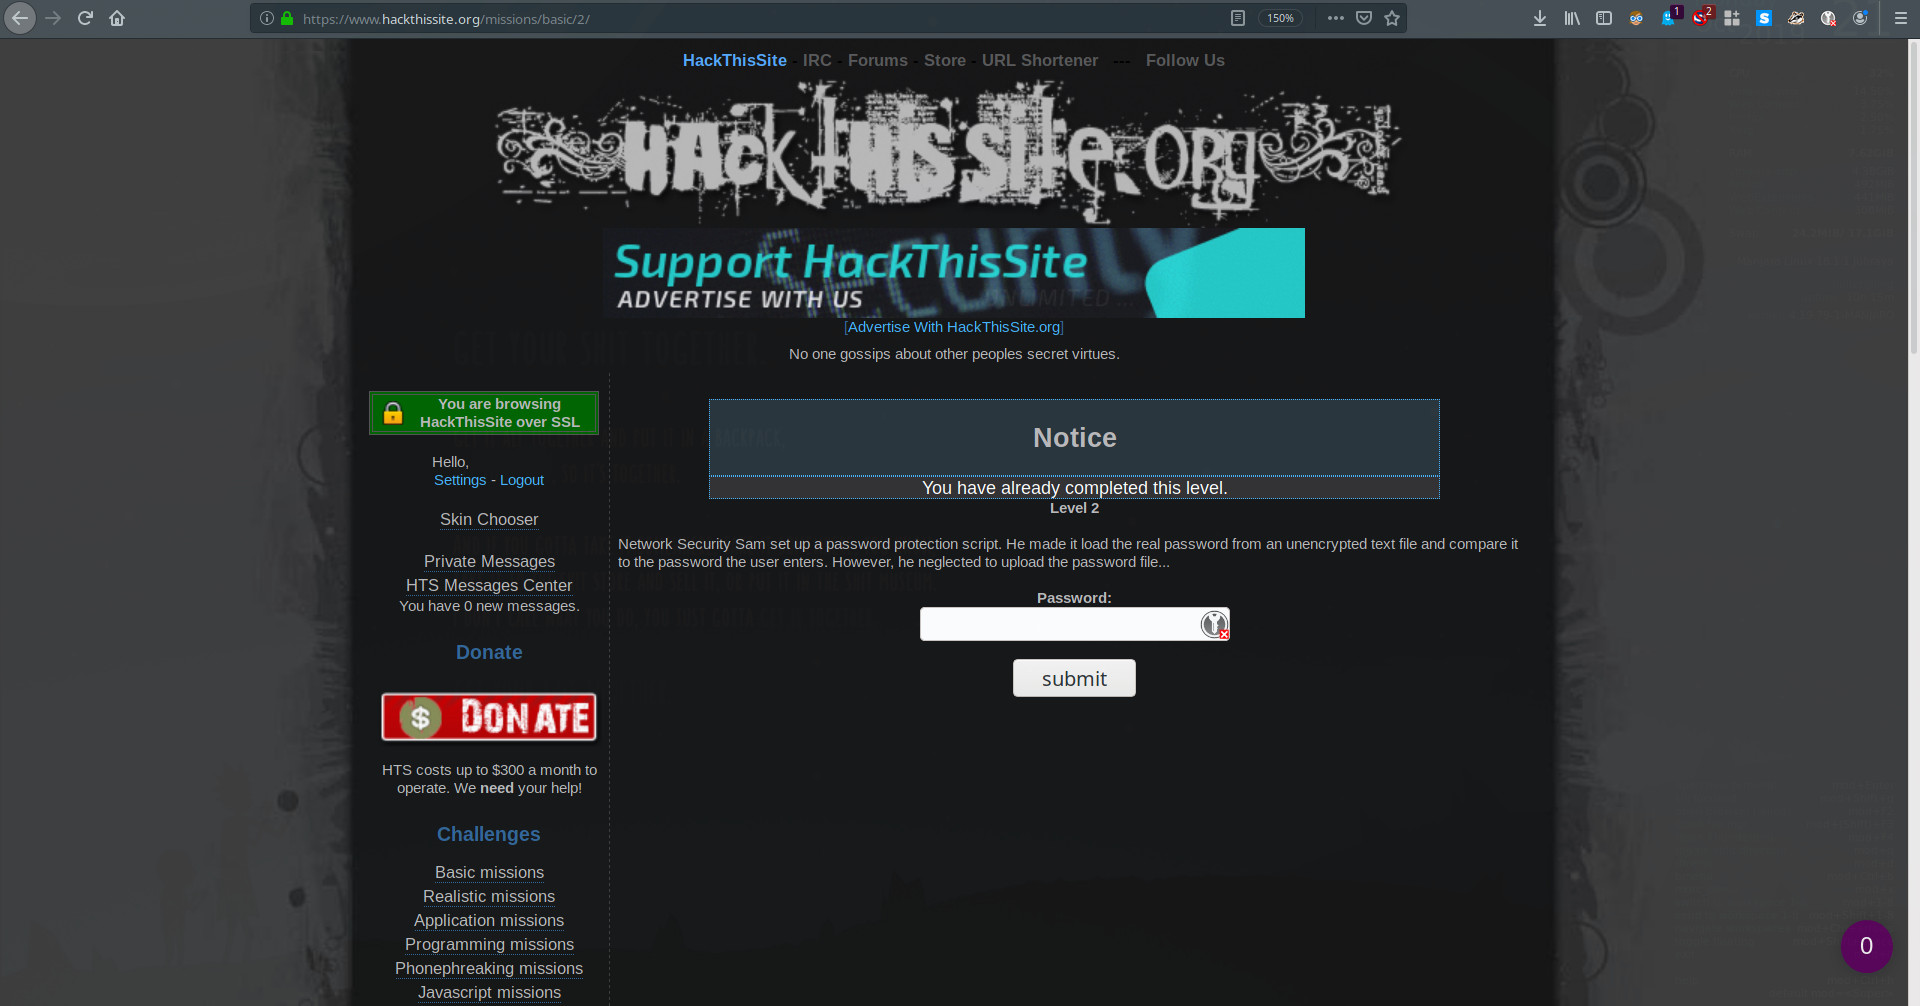 https://www.hackthissite.org/missions/basic/2/
150%
1
2
HackThisSite - IRC - Forums - Store - URL Shortener --- Follow Us
HackThisSite.org
Support HackThisSite
ADVERTISE WITH US
[Advertise With HackThisSite.org]
No one gossips about other peoples secret virtues.
You are browsing
HackThisSite over SSL
Hello,
Settings - Logout
Skin Chooser
Private Messages
HTS Messages Center
You have 0 new messages.
Donate
$ DONATE
HTS costs up to $300 a month to
operate. We need your help!
Challenges
Basic missions
Realistic missions
Application missions
Programming missions
Phonephreaking missions
Javascript missions
Notice
You have already completed this level.
Level 2
Network Security Sam set up a password protection script. He made it load the real password from an unencrypted text file and compare it
to the password the user enters. However, he neglected to upload the password file...
Password:
submit
0